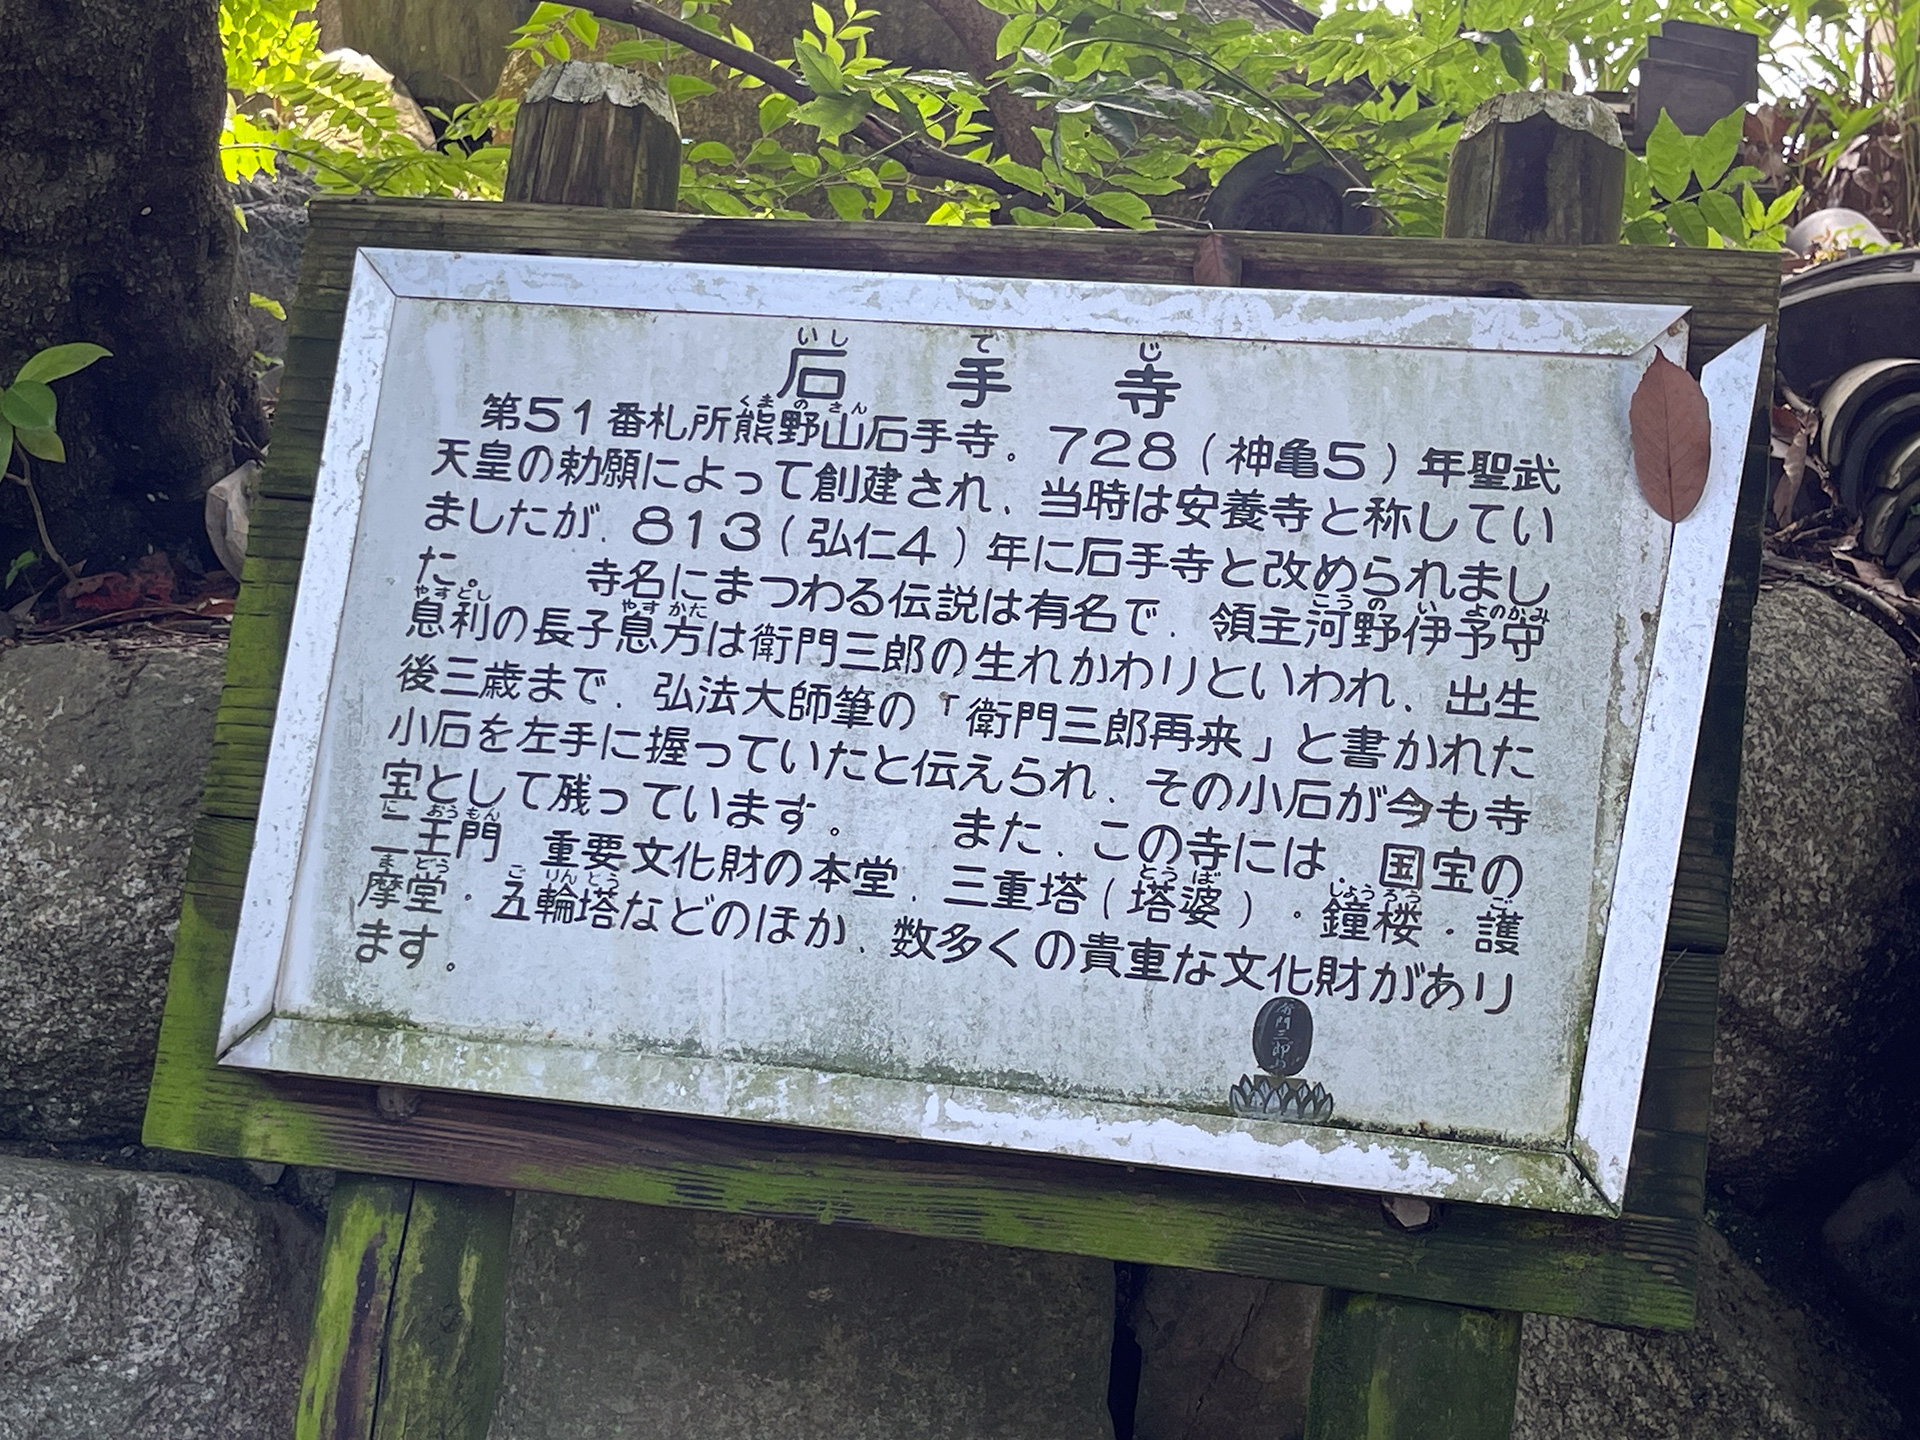 石手寺
第51番札所熊野山石手寺。728(神亀5)年聖武
天皇の勅願によって創建され、当時は安養寺と称してい
ましたが、813(弘仁4)年に石手寺と改められまし
た。　寺名にまつわる伝説は有名で、領主河野伊予守
息利の長子息方は衛門三郎の生れかわりといわれ、出生
後三歳まで、弘法大師筆の「衛門三郎再来」と書かれた
小石を左手に握っていたと伝えられ、その小石が今も寺
宝として残っています。　また、この寺には、国宝の
二王門、重要文化財の本堂、三重塔(塔婆)・鐘楼・護
摩堂・五輪塔などのほか、数多くの貴重な文化財があり
ます。
衛門三郎